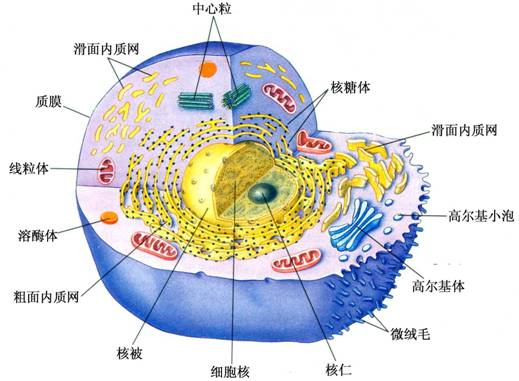 中心粒
滑面内质网
核糖体
质膜
滑面内质网
线粒体
高尔基小泡
溶酶体
高尔基体
粗面内质网
微绒毛
核被
细胞核
核仁